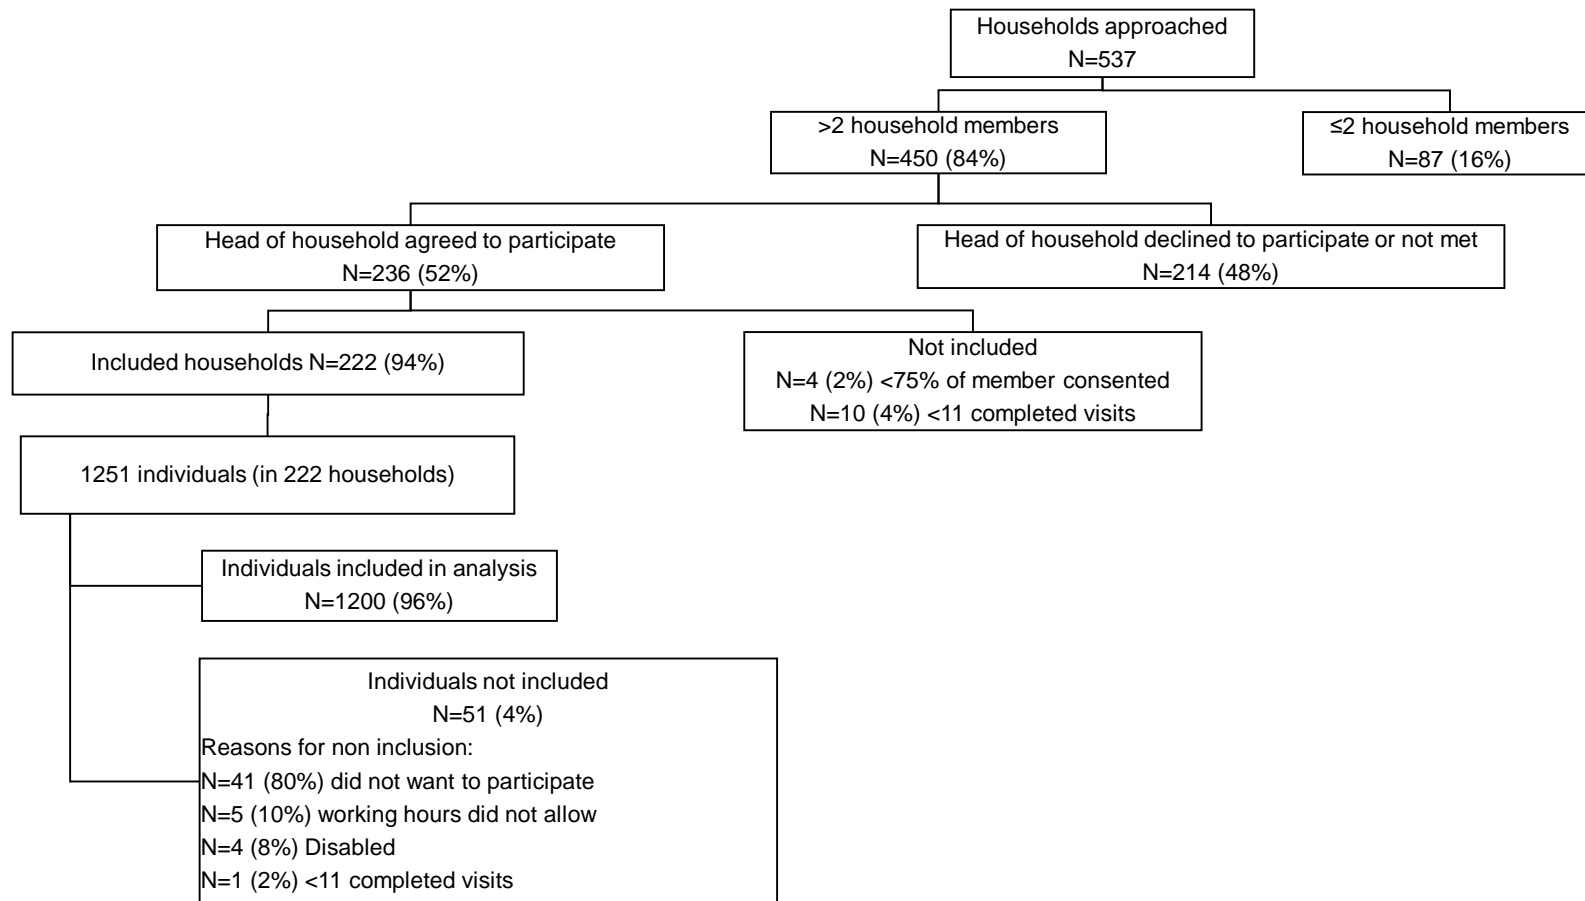 Households approached
N=537
>2 household members
N=450 (84%)
≤2 household members
N=87 (16%)
Head of household agreed to participate
N=236 (52%)
Head of household declined to participate or not met
N=214 (48%)
Included households N=222 (94%)
Not included
N=4 (2%) <75% of member consented
N=10 (4%) <11 completed visits
1251 individuals (in 222 households)
Individuals included in analysis
N=1200 (96%)
Individuals not included
N=51 (4%)
Reasons for non inclusion:
N=41 (80%) did not want to participate
N=5 (10%) working hours did not allow
N=4 (8%) Disabled
N=1 (2%) <11 completed visits